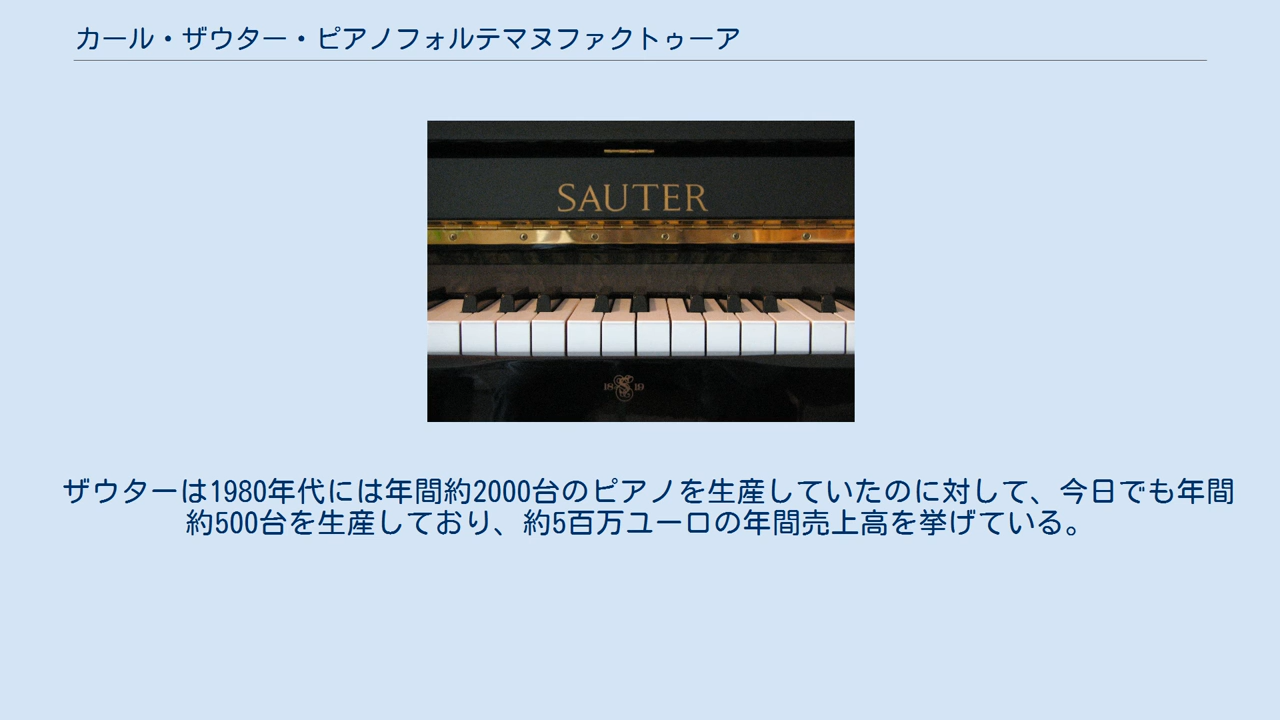 カール・ザウター・ピアノフォルテマヌファクトゥーア
SAUTER
1819
ザウターは1980年代には年間約2000台のピアノを生産していたのに対して、今日でも年間
約500台を生産しており、約5百万ユーロの年間売上高を挙げている。